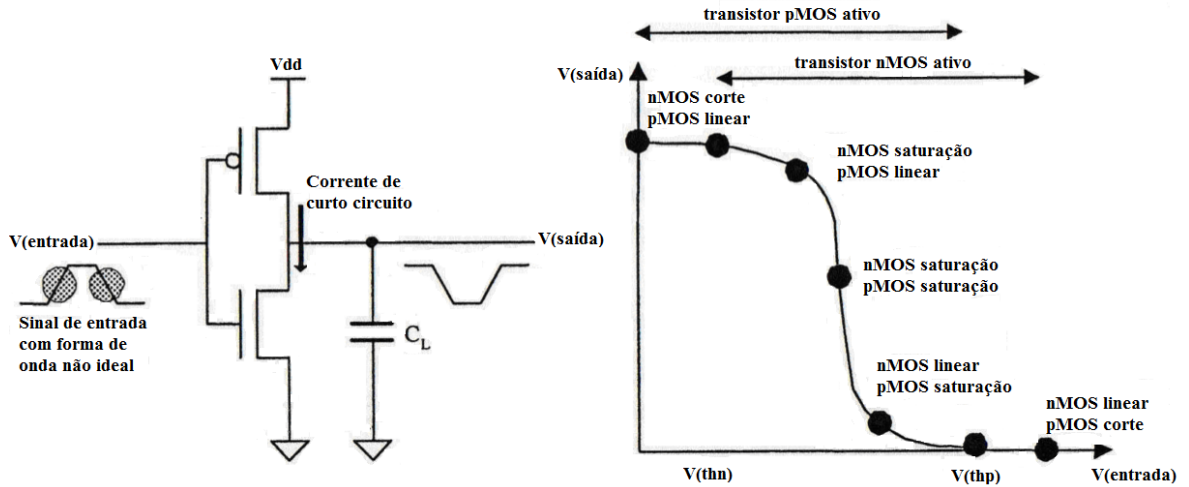 transistor pMOS ativo
transistor nMOS ativo
Vdd
V(saída)
nMOS corte
pMOS linear
nMOS saturação
pMOS linear
Corrente de
curto circuito
V(entrada)
V(saída)
nMOS saturação
pMOS saturação
Sinal de entrada
com forma de
onda não ideal
C_L
nMOS linear
pMOS saturação
nMOS linear
pMOS corte
V(thn)
V(thp)
V(entrada)